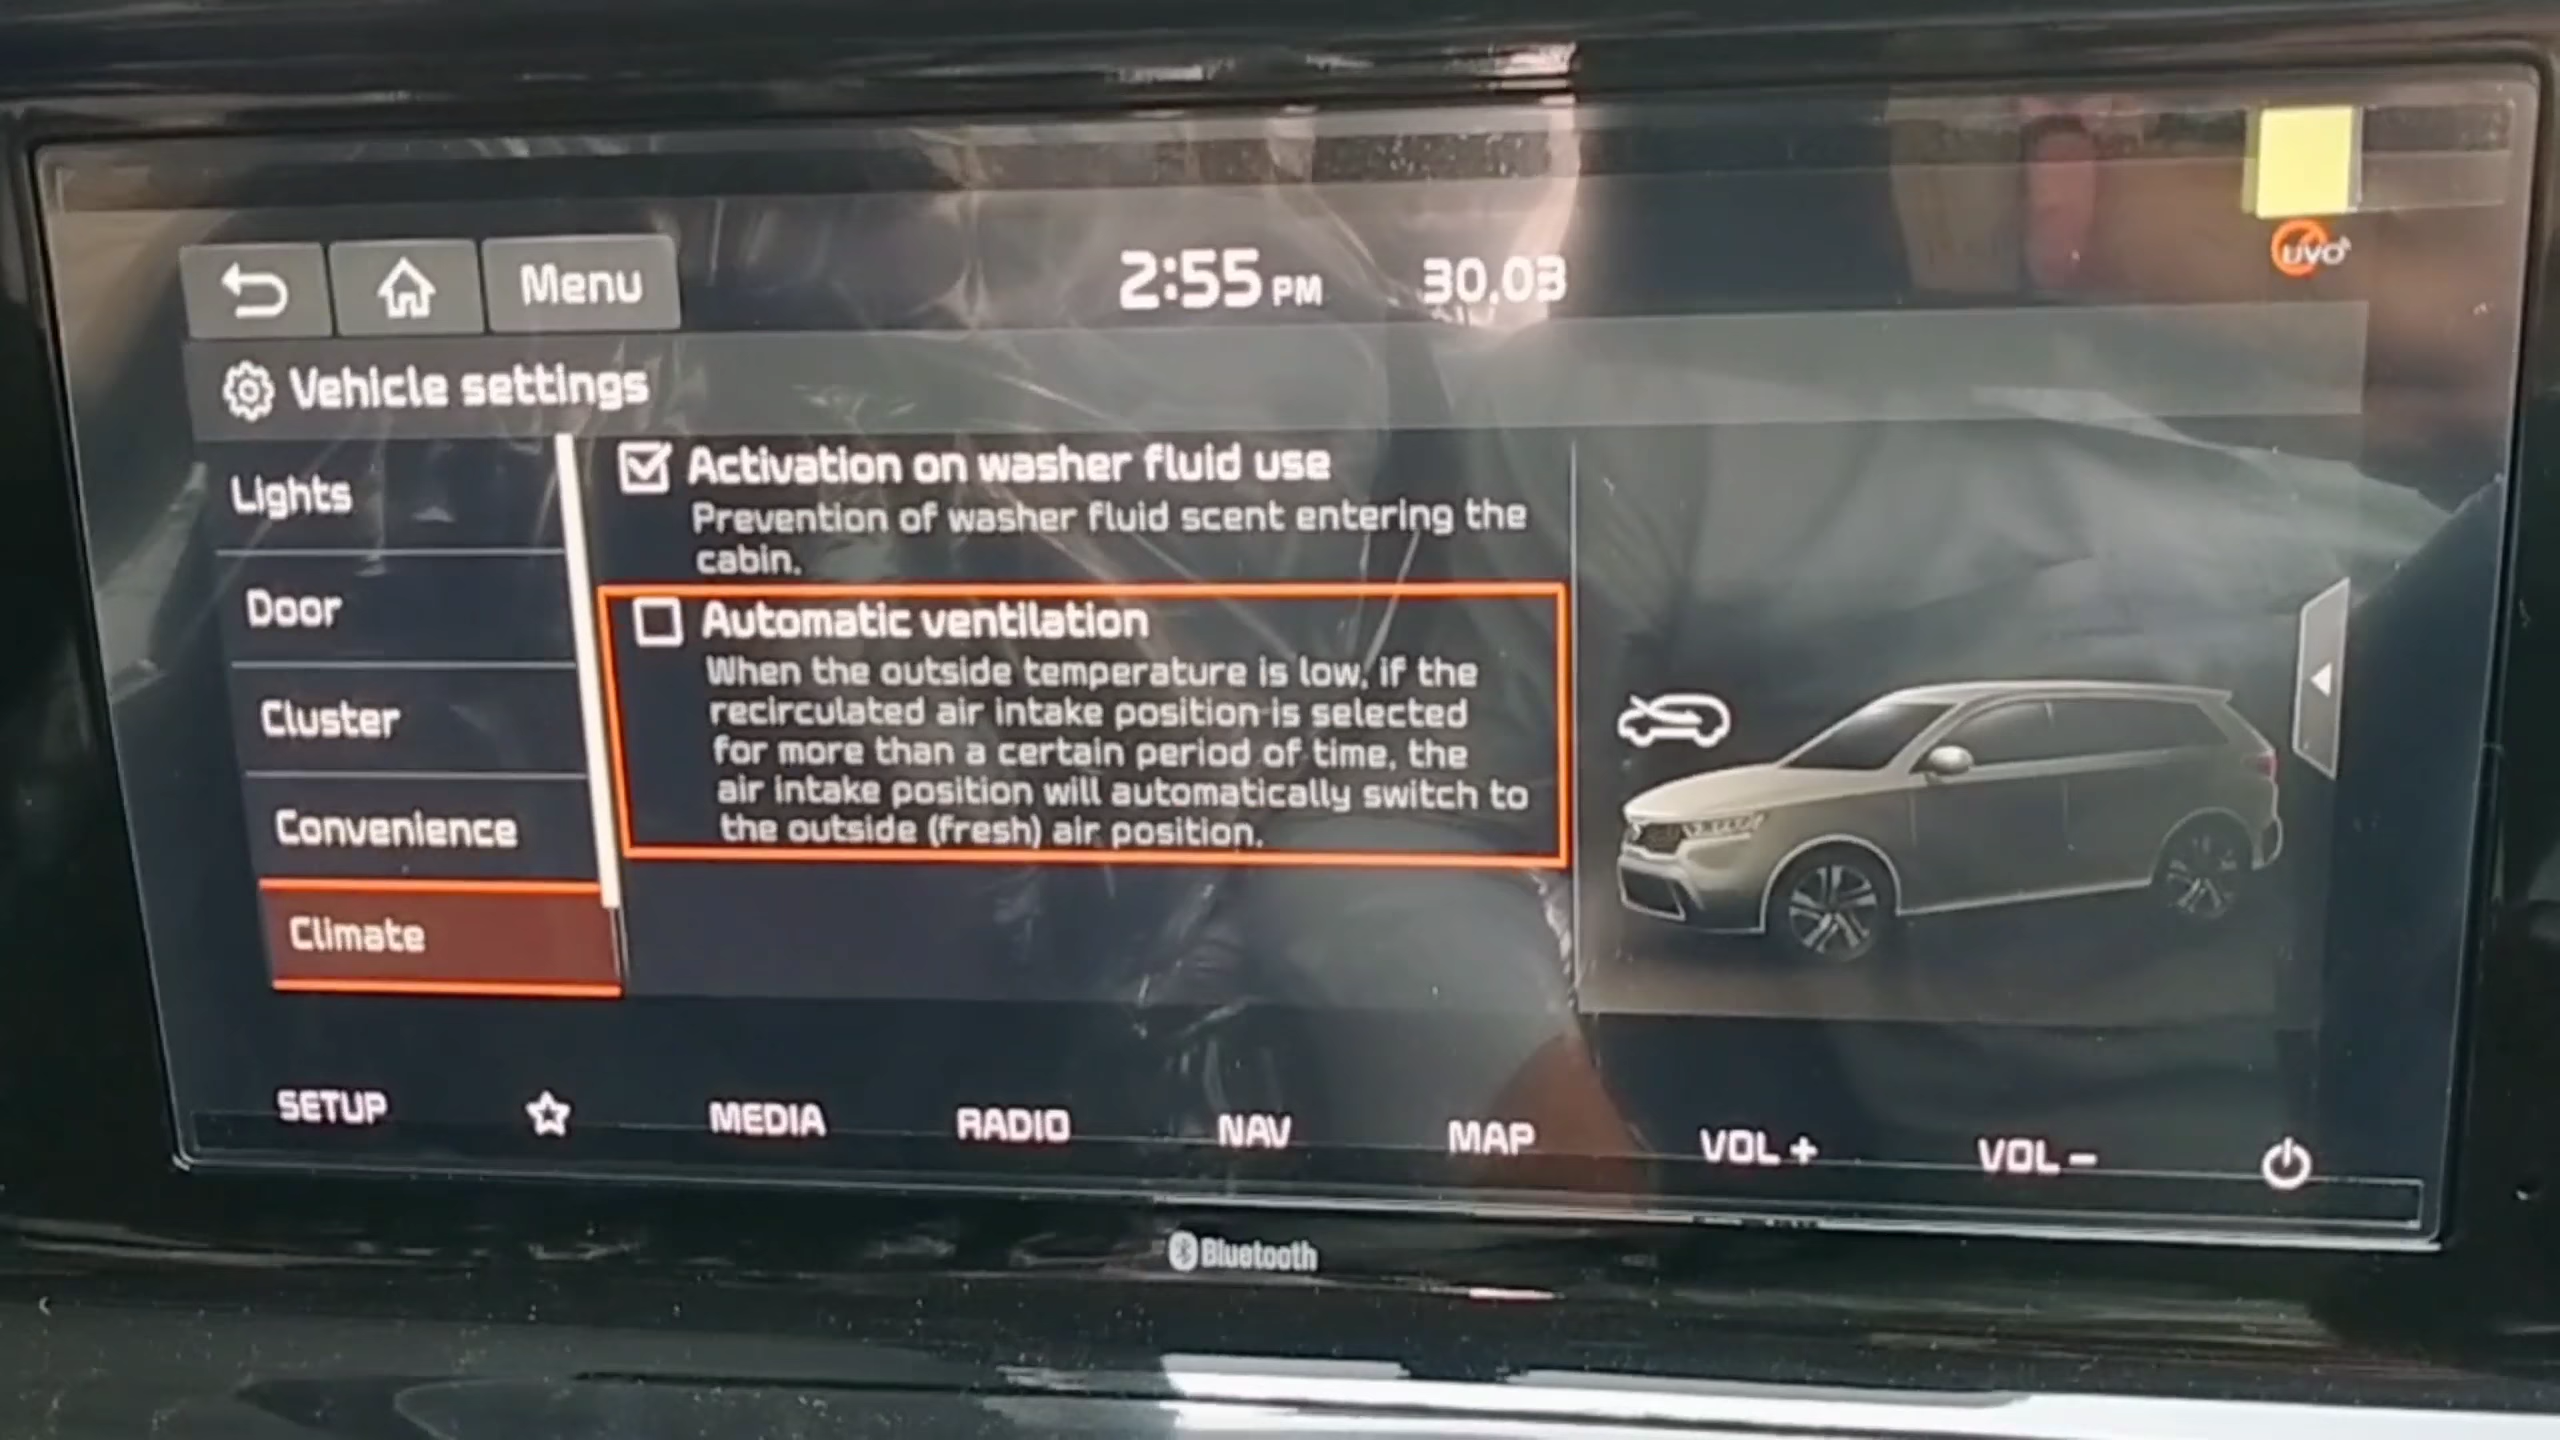 Menu
2:55 PM
30.03
UVO
Vehicle settings
Lights
Door
Cluster
Convenience
Climate
Activation on washer fluid use
Prevention of washer fluid scent entering the
cabin.
Automatic ventilation
When the outside temperature is low, if the
recirculated air intake position is selected
for more than a certain period of time, the
air intake position will automatically switch to
the outside (fresh) air position.
SETUP
MEDIA
RADIO
NAV
MAP
VOL +
VOL −
Bluetooth